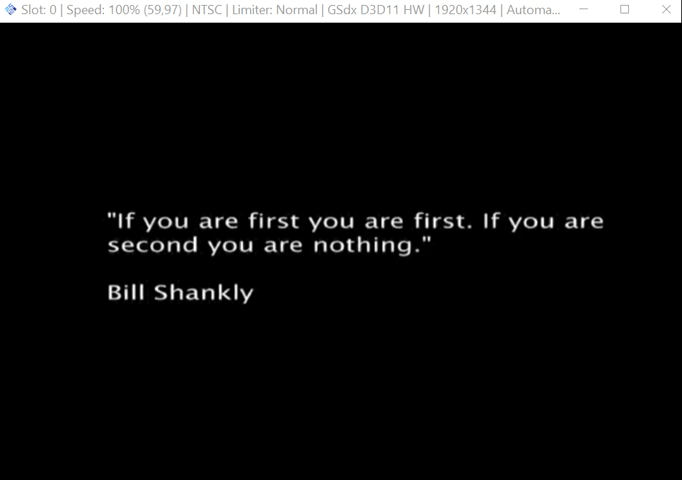 Slot: 0 | Speed: 100% (59,97) | NTSC | Limiter: Normal | GSdx D3D11 HW | 1920x1344 | Automa...
"If you are first you are first. If you are
second you are nothing."
Bill Shankly